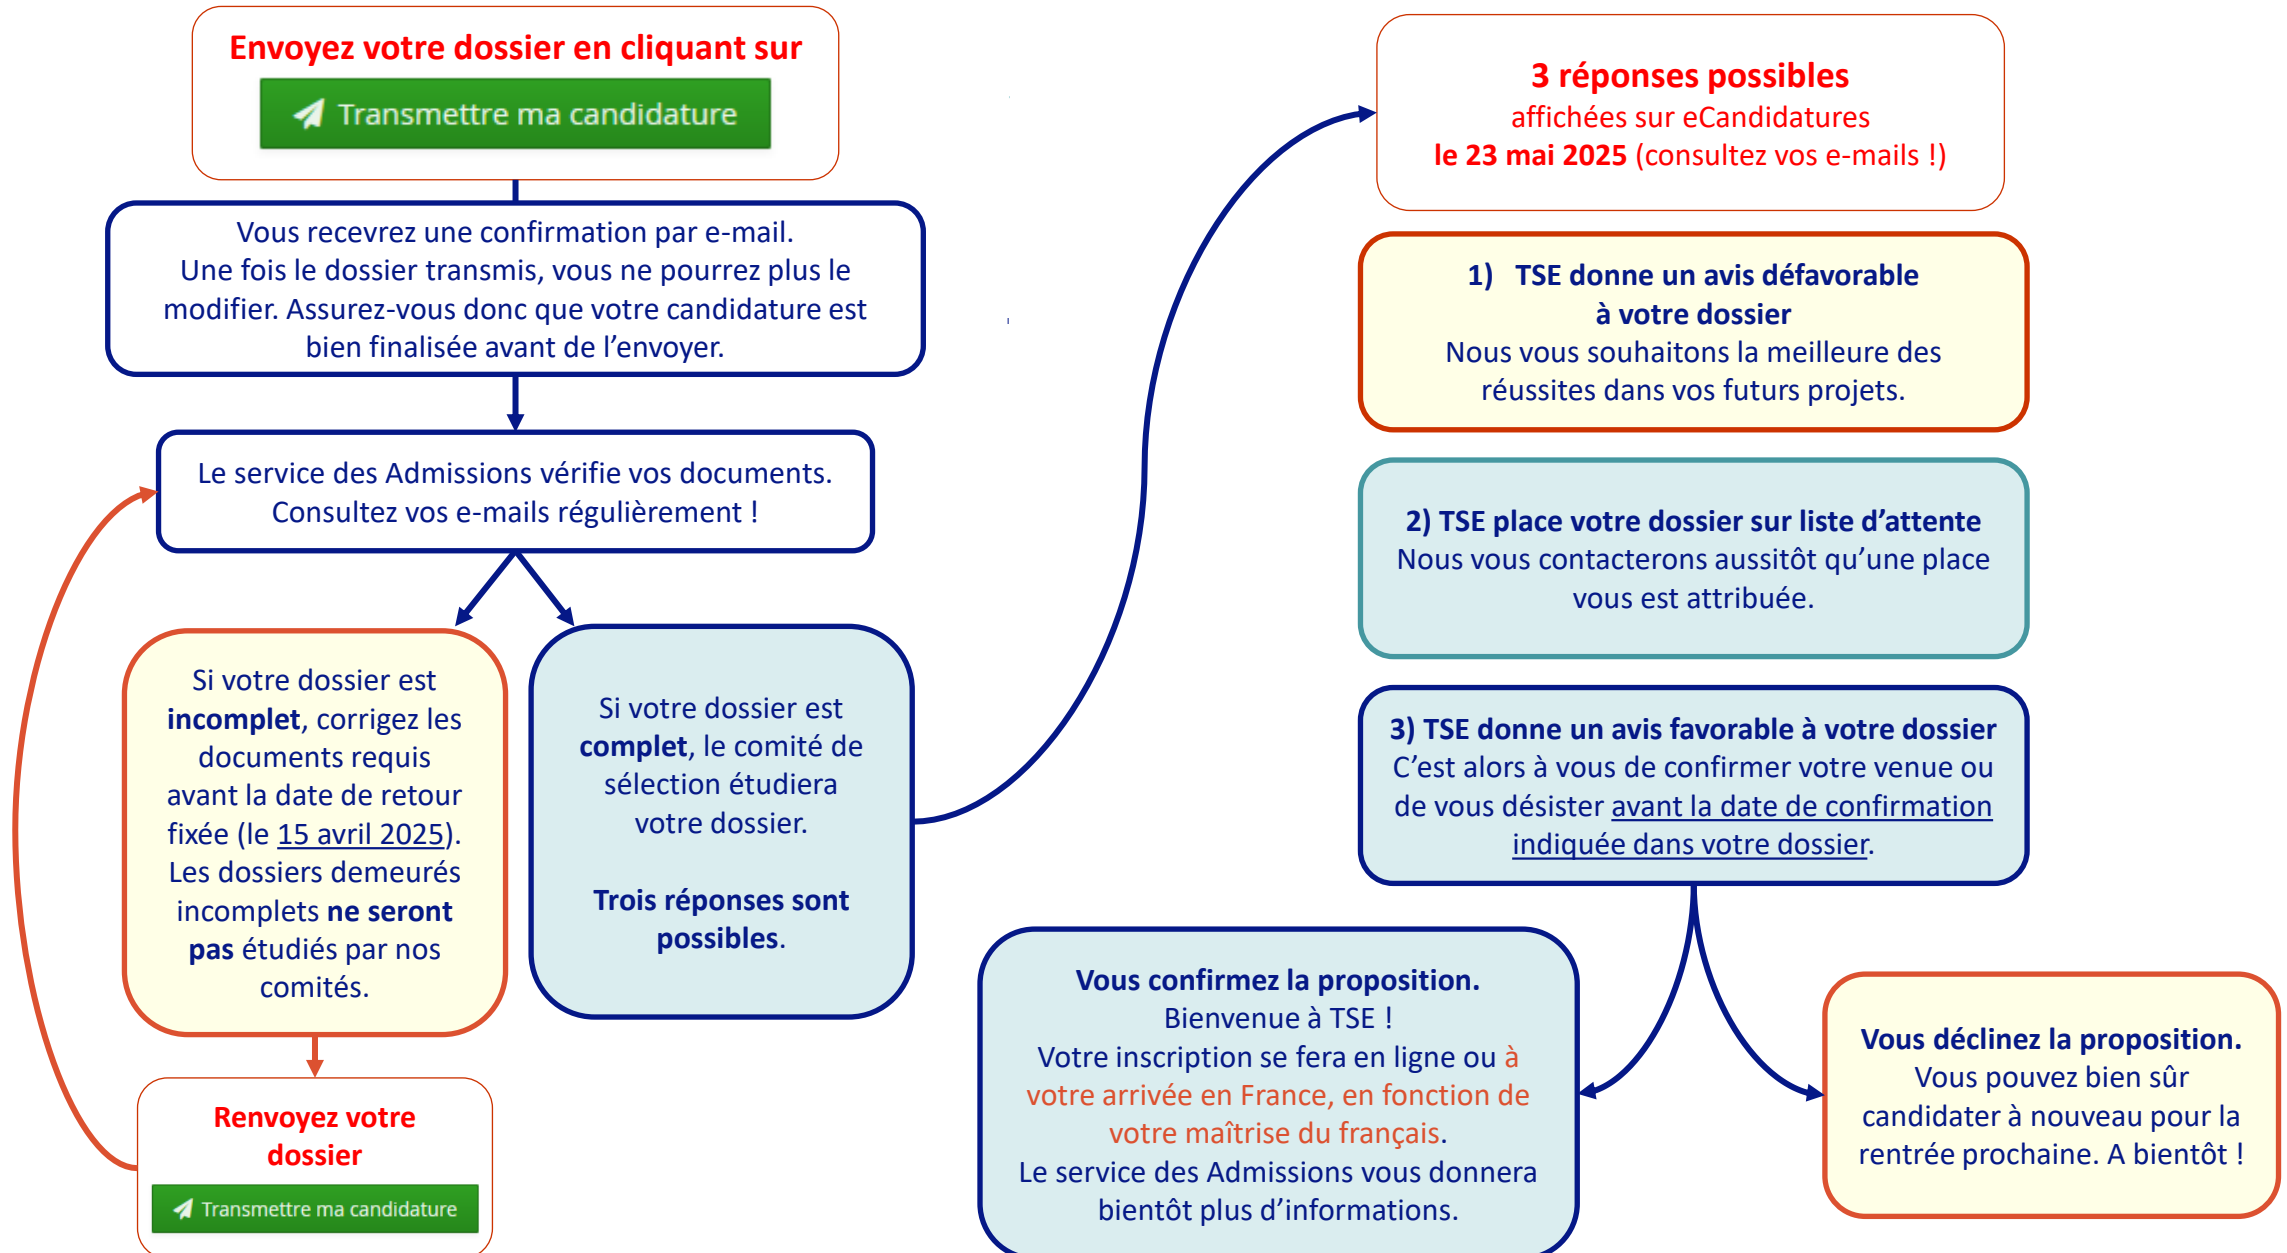 Envoyez votre dossier en cliquant sur
Transmettre ma candidature
Vous recevrez une confirmation par e-mail.
Une fois le dossier transmis, vous ne pourrez plus le
modifier. Assurez-vous donc que votre candidature est
bien finalisée avant de l’envoyer.
Le service des Admissions vérifie vos documents.
Consultez vos e-mails régulièrement !
Si votre dossier est
incomplet, corrigez les
documents requis
avant la date de retour
fixée (le 15 avril 2025).
Les dossiers demeurés
incomplets ne seront
pas étudiés par nos
comités.
Renvoyez votre
dossier
Transmettre ma candidature
Si votre dossier est
complet, le comité de
sélection étudiera
votre dossier.
Trois réponses sont
possibles.
3 réponses possibles
affichées sur eCandidatures
le 23 mai 2025 (consultez vos e-mails !)
1) TSE donne un avis défavorable
à votre dossier
Nous vous souhaitons la meilleure des
réussites dans vos futurs projets.
2) TSE place votre dossier sur liste d’attente
Nous vous contacterons aussitôt qu’une place
vous est attribuée.
3) TSE donne un avis favorable à votre dossier
C’est alors à vous de confirmer votre venue ou
de vous désister avant la date de confirmation
indiquée dans votre dossier.
Vous confirmez la proposition.
Bienvenue à TSE !
Votre inscription se fera en ligne ou à
votre arrivée en France, en fonction de
votre maîtrise du français.
Le service des Admissions vous donnera
bientôt plus d’informations.
Vous déclinez la proposition.
Vous pouvez bien sûr
candidater à nouveau pour la
rentrée prochaine. A bientôt !